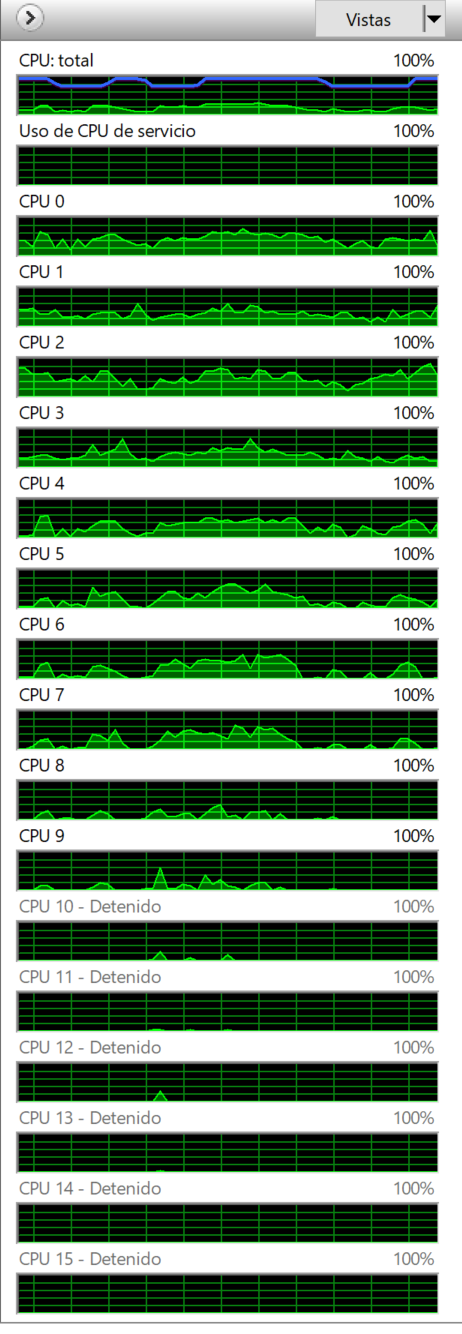 Vistas
CPU: total 100%
Uso de CPU de servicio 100%
CPU 0 100%
CPU 1 100%
CPU 2 100%
CPU 3 100%
CPU 4 100%
CPU 5 100%
CPU 6 100%
CPU 7 100%
CPU 8 100%
CPU 9 100%
CPU 10 - Detenido 100%
CPU 11 - Detenido 100%
CPU 12 - Detenido 100%
CPU 13 - Detenido 100%
CPU 14 - Detenido 100%
CPU 15 - Detenido 100%